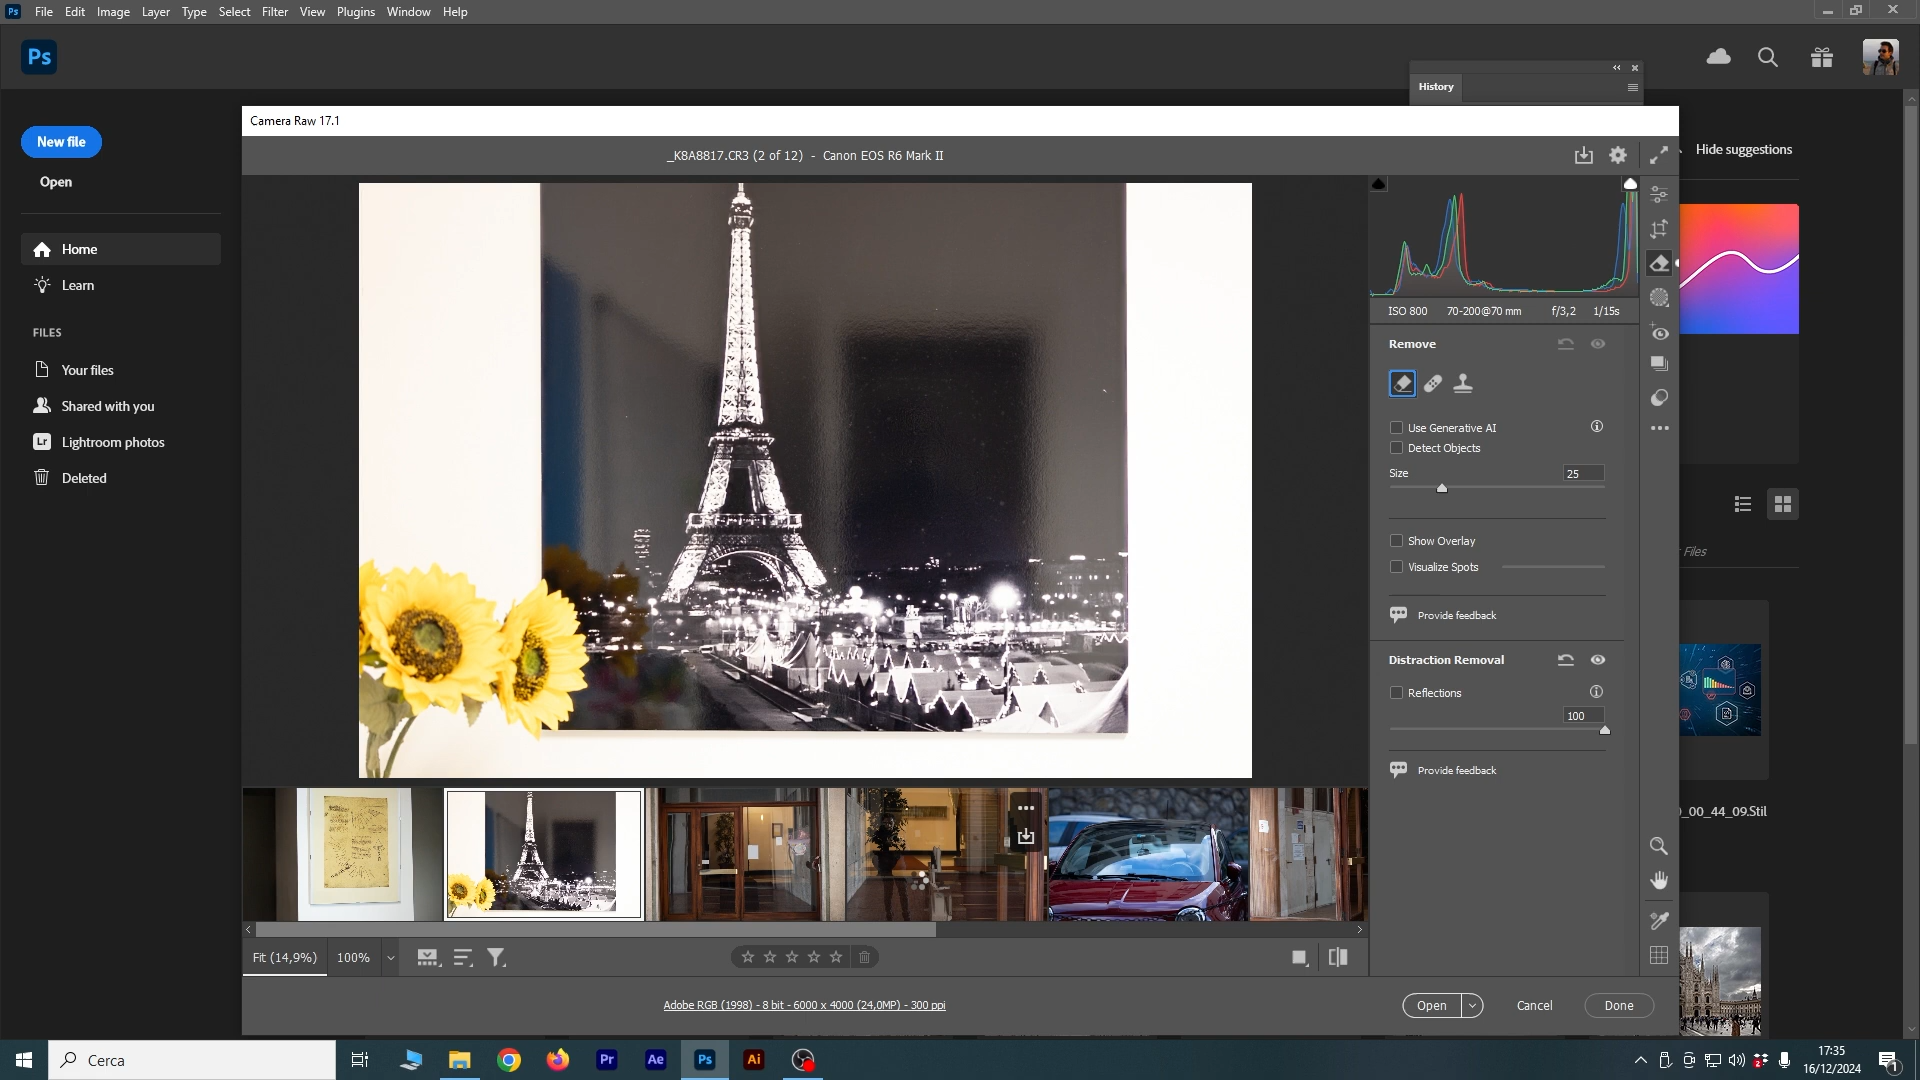 Ps File Edit Image Layer Type Select Filter View Plugins Window Help
Ps
History
New file
Open
Home
Learn
FILES
Your files
Shared with you
Lr Lightroom photos
Deleted
Camera Raw 17.1
_K8A8817.CR3 (2 of 12) - Canon EOS R6 Mark II
Hide suggestions
ISO 800 70-200@70 mm f/3,2 1/15s
Remove
Use Generative AI
Detect Objects
Size 25
Show Overlay
Visualize Spots
Provide feedback
Distraction Removal
Reflections
100
Provide feedback
Files
0_00_44_09.Stil
Fit (14,9%) 100%
Adobe RGB (1998) - 8 bit - 6000 x 4000 (24,0MP) - 300 ppi
Open Cancel Done
Cerca
Pr Ae Ps Ai
2
17:35
16/12/2024
1